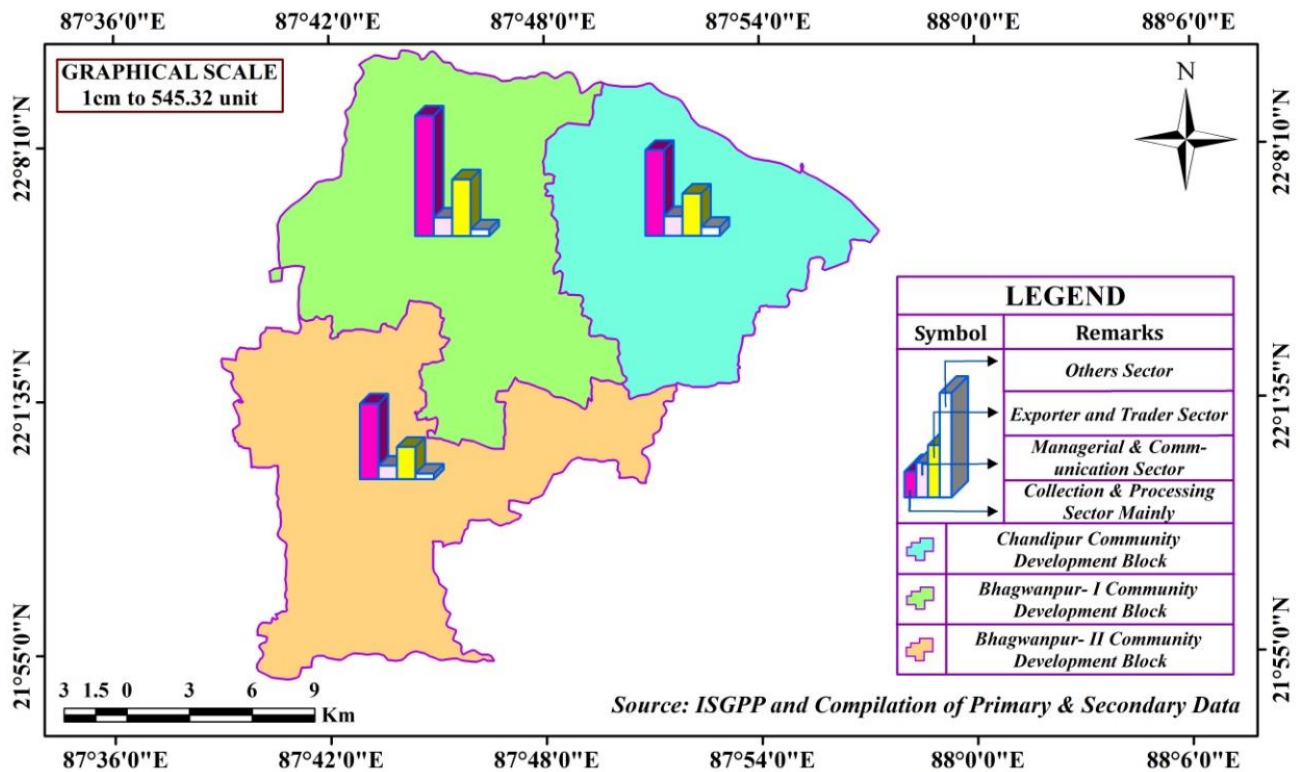 87°36'0"E 87°42'0"E 87°48'0"E 87°54'0"E 88°0'0"E 88°6'0"E
GRAPHICAL SCALE
1cm to 545.32 unit
N
22°8'10"N 22°8'10"N
LEGEND
Symbol Remarks
Others Sector
Exporter and Trader Sector
Managerial & Comm-
unication Sector
Collection & Processing
Sector Mainly
Chandipur Community
Development Block
Bhagwanpur- I Community
Development Block
Bhagwanpur- II Community
Development Block
22°1'35"N 22°1'35"N
21°55'0"N 21°55'0"N
3 1.5 0 3 6 9
Km
Source: ISGPP and Compilation of Primary & Secondary Data
87°36'0"E 87°42'0"E 87°48'0"E 87°54'0"E 88°0'0"E 88°6'0"E